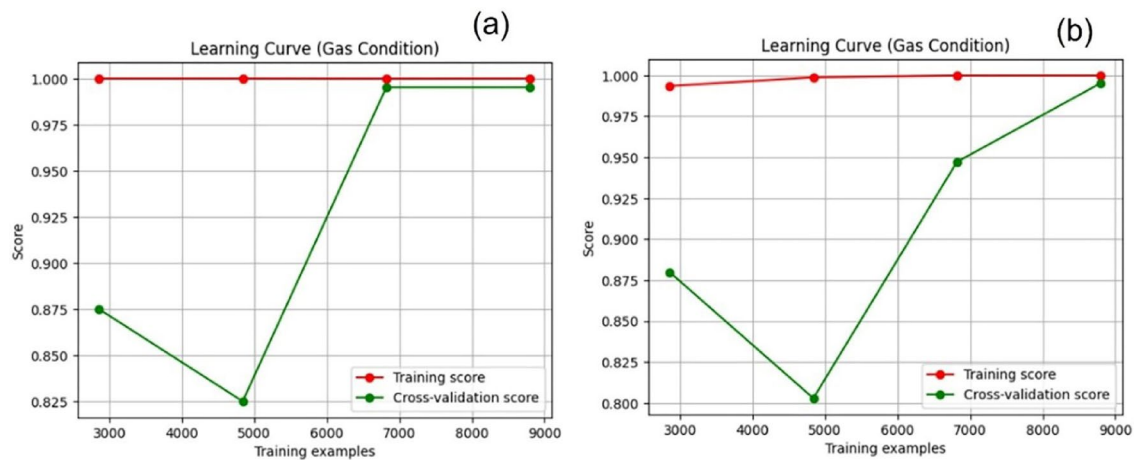 (a)
Learning Curve (Gas Condition)
1.000
0.975
0.950
0.925
0.900
0.875
0.850
0.825
Score
3000 4000 5000 6000 7000 8000 9000
Training examples
Training score
Cross-validation score
(b)
Learning Curve (Gas Condition)
1.000
0.975
0.950
0.925
0.900
0.875
0.850
0.825
0.800
Score
3000 4000 5000 6000 7000 8000 9000
Training examples
Training score
Cross-validation score